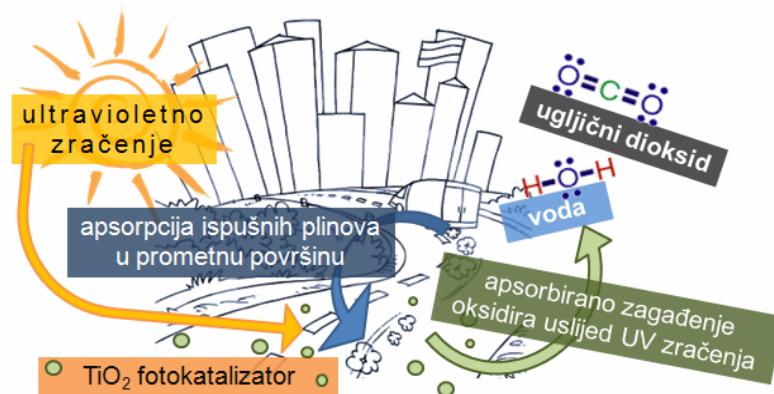 ultravioletno
zračenje
O=C=O
ugljični dioksid
H-O-H
voda
apsorpcija ispušnih plinova
u prometnu površinu
apsorbirano zagađenje
oksidira uslijed UV zračenja
TiO₂ fotokatalizator